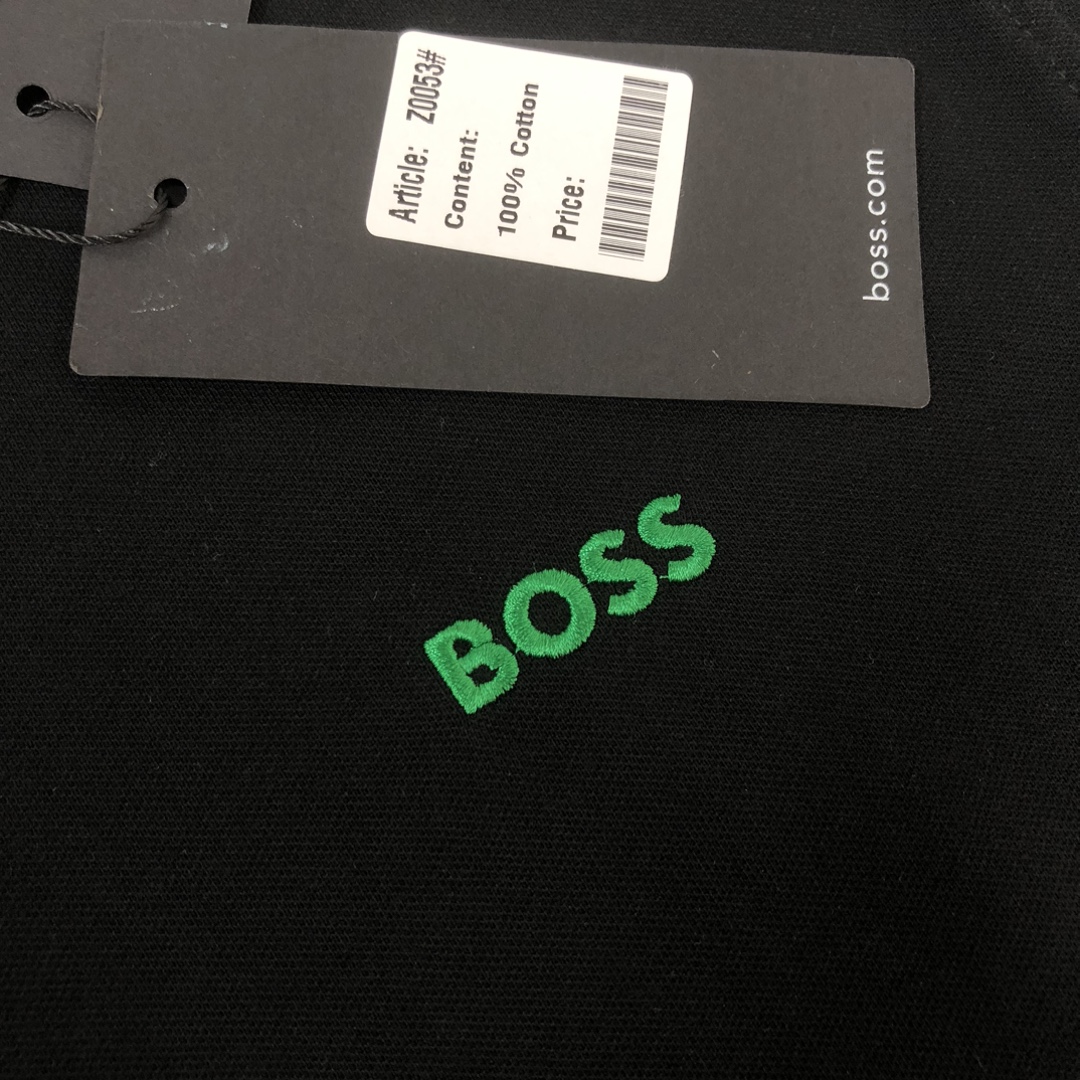 Article: Z0053#
Content:
100% Cotton
Price:
boss.com
BOSS